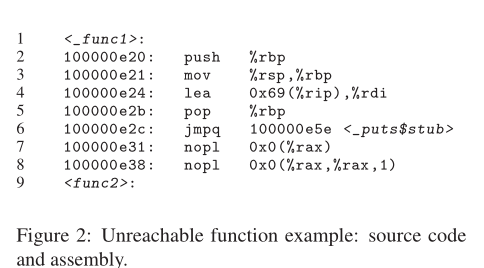 1 <_func1>:
2 100000e20: push %rbp
3 100000e21: mov %rsp,%rbp
4 100000e24: lea 0x69(%rip),%rdi
5 100000e2b: pop %rbp
6 100000e2c: jmpq 100000e5e <_puts$stub>
7 100000e31: nopl 0x0(%rax)
8 100000e38: nopl 0x0(%rax,%rax,1)
9 <func2>:
Figure 2: Unreachable function example: source code
and assembly.